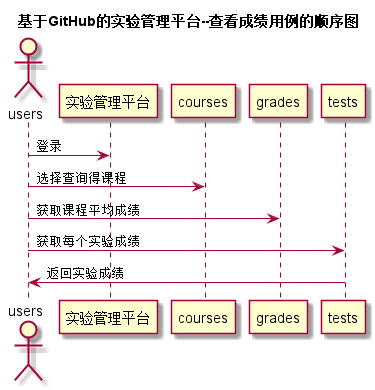 基于GitHub的实验管理平台--查看成绩用例的顺序图
users
实验管理平台
courses
grades
tests
登录
选择查询得课程
获取课程平均成绩
获取每个实验成绩
返回实验成绩
users
实验管理平台
courses
grades
tests